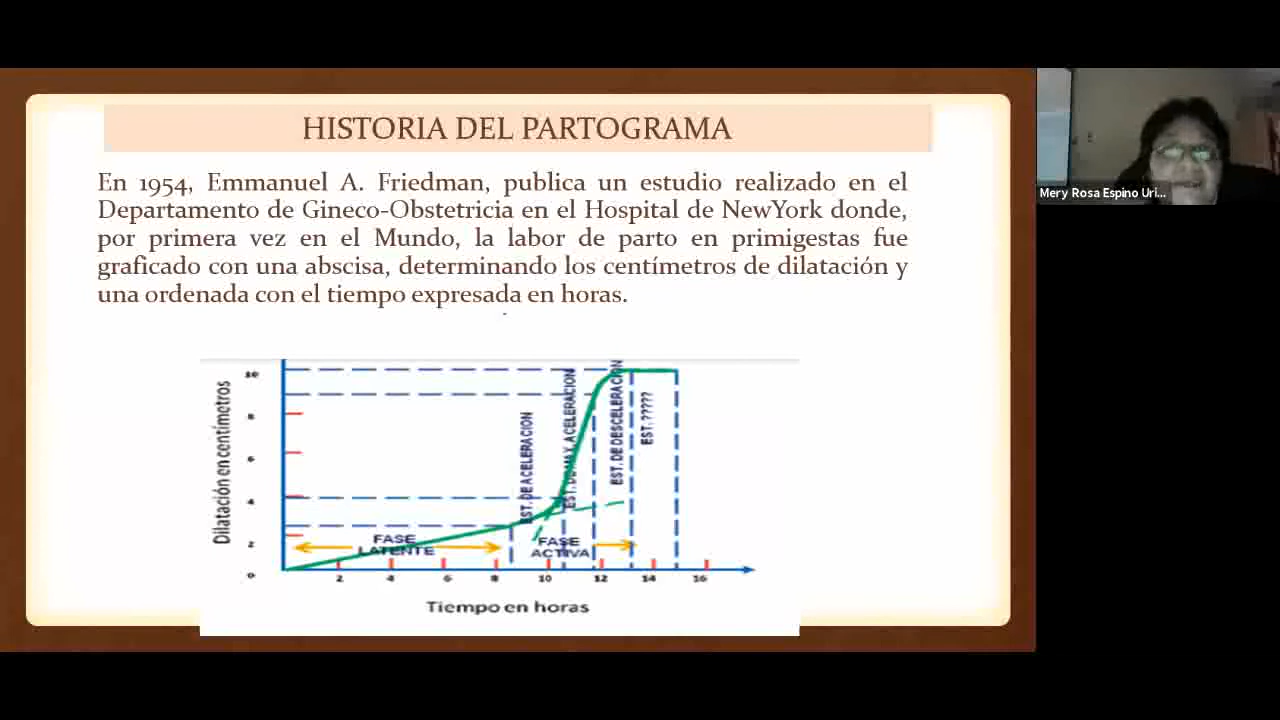 HISTORIA DEL PARTOGRAMA
En 1954, Emmanuel A. Friedman, publica un estudio realizado en el
Departamento de Gineco-Obstetricia en el Hospital de NewYork donde,
por primera vez en el Mundo, la labor de parto en primigestas fue
graficado con una abscisa, determinando los centímetros de dilatación y
una ordenada con el tiempo expresada en horas.
Mery Rosa Espino Uri...
Dilatación en centímetros
10
8
6
4
2
0
EST. DE ACELERACION
EST. DE MAX. ACELERACION
EST. DE DESCELERACION
EST. ?????
FASE
LATENTE
FASE
ACTIVA
2 4 6 8 10 12 14 16
Tiempo en horas